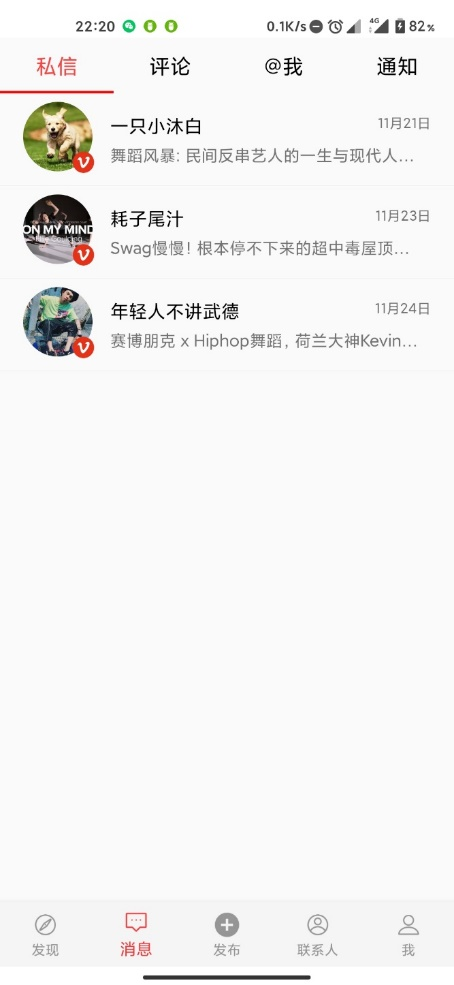 22:20 0.1K/s 4G 82%
私信 评论 @我 通知
一只小沐白 11月21日
舞蹈风暴: 民间反串艺人的一生与现代人...
ON MY MIND
耗子尾汁 11月23日
Swag慢慢! 根本停不下来的超中毒屋顶...
年轻人不讲武德 11月24日
赛博朋克 x Hiphop舞蹈, 荷兰大神Kevin...
发现 消息 发布 联系人 我